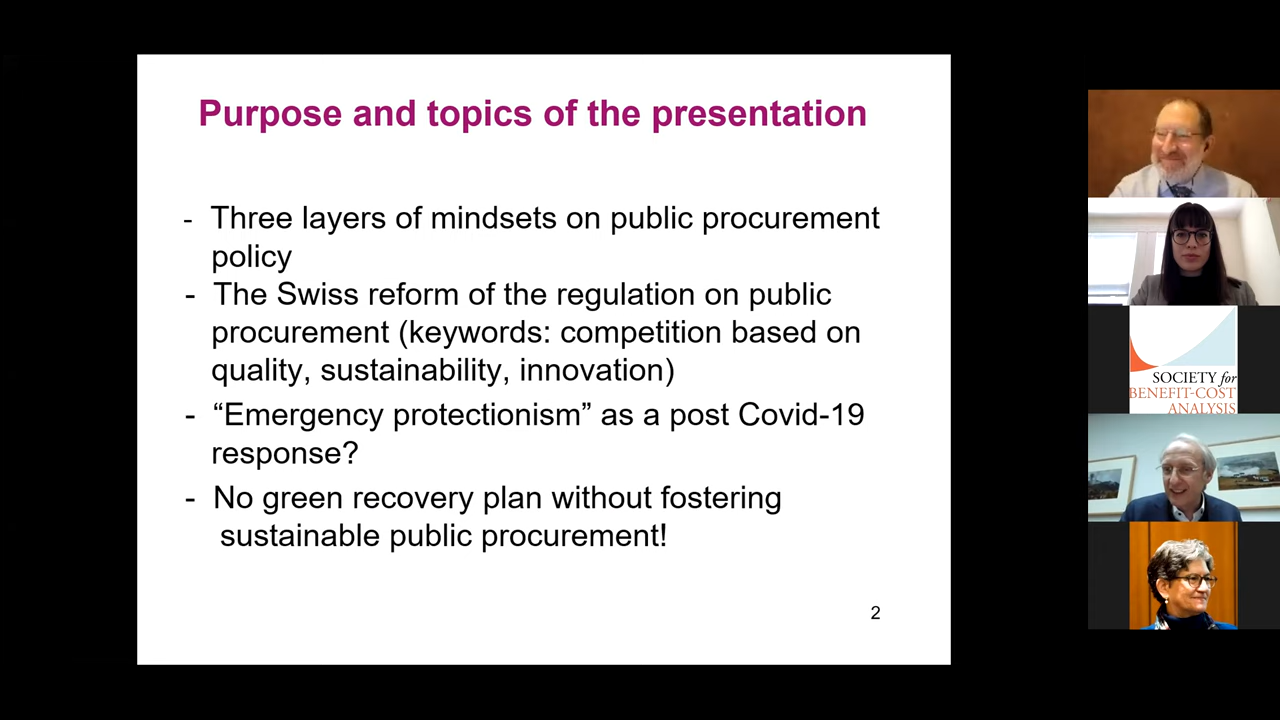 Purpose and topics of the presentation
- Three layers of mindsets on public procurement
policy
- The Swiss reform of the regulation on public
procurement (keywords: competition based on
quality, sustainability, innovation)
- “Emergency protectionism” as a post Covid-19
response?
- No green recovery plan without fostering
sustainable public procurement!
2
SOCIETY for
BENEFIT-COST
ANALYSIS